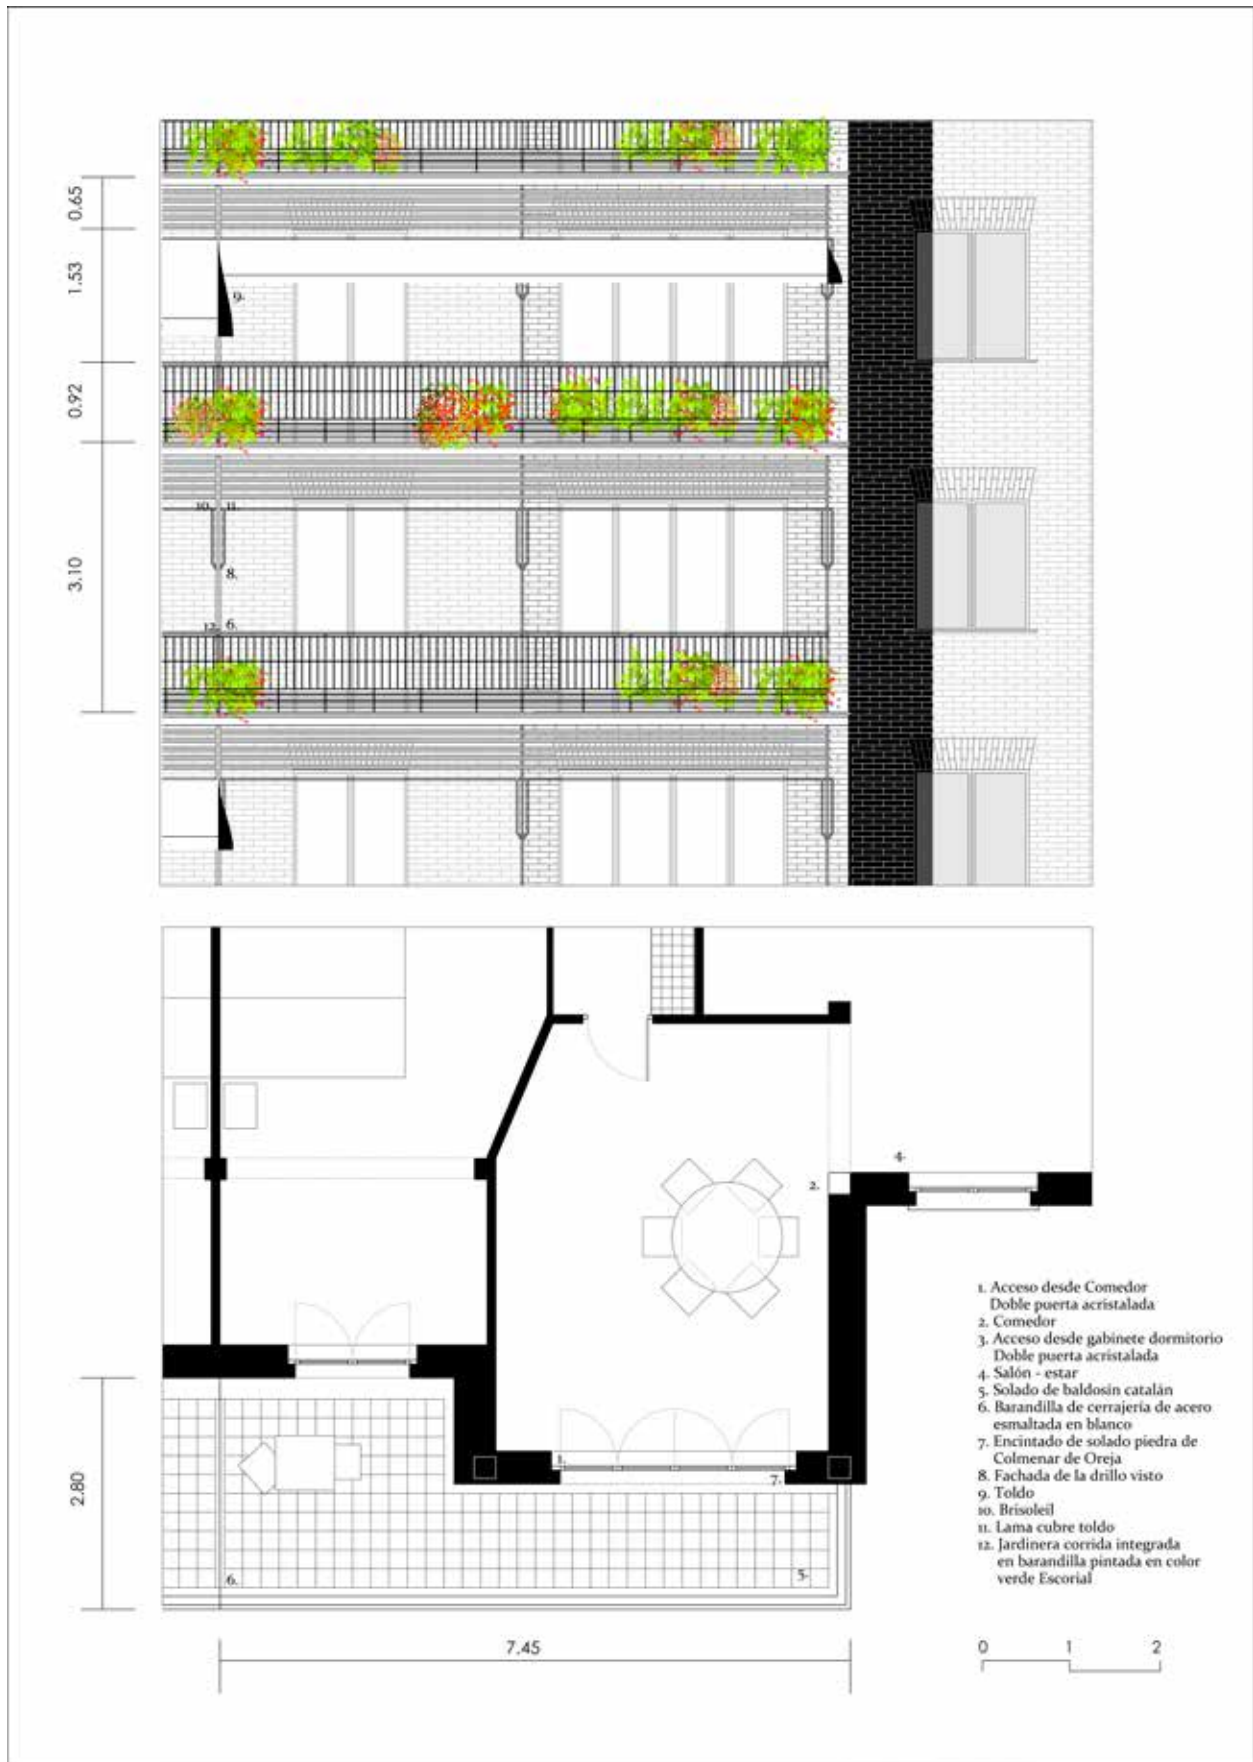 0.65
1.53
9.
0.92
10.
11.
8.
3.10
12.
6.
4.
2.
1. Acceso desde Comedor
Doble puerta acristalada
2. Comedor
3. Acceso desde gabinete dormitorio
Doble puerta acristalada
4. Salón - estar
5. Solado de baldosín catalán
6. Barandilla de cerrajería de acero
esmaltada en blanco
7. Encintado de solado piedra de
Colmenar de Oreja
8. Fachada de la drillo visto
9. Toldo
10. Brisoleil
11. Lama cubre toldo
12. Jardinera corrida integrada
en barandilla pintada en color
verde Escorial
1.
7.
2.80
6.
5.
7.45
0 1 2